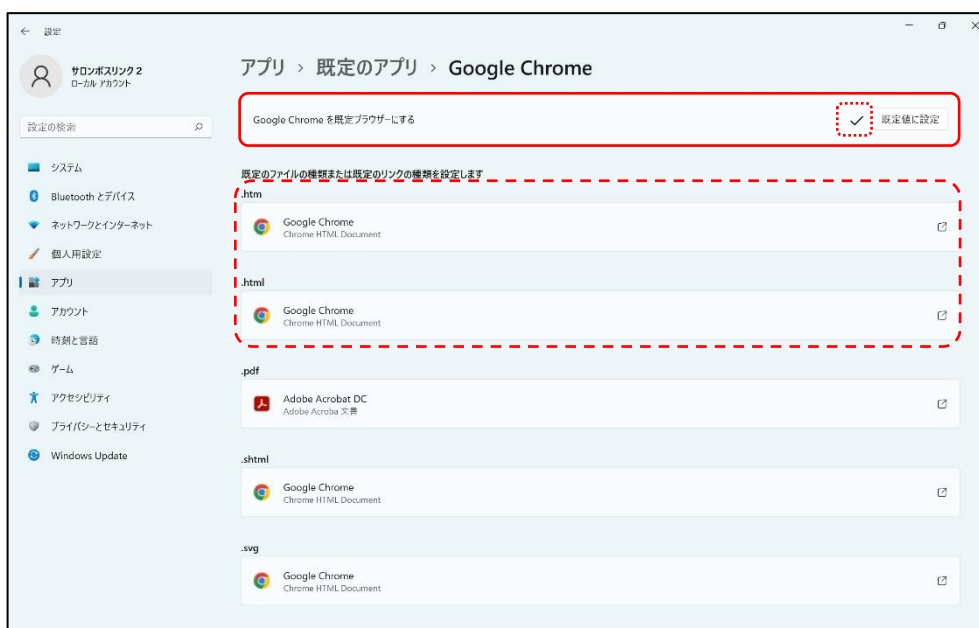 設定
サロンボスリンク 2
ローカル アカウント
設定の検索
システム
Bluetooth とデバイス
ネットワークとインターネット
個人用設定
アプリ
アカウント
時刻と言語
ゲーム
アクセシビリティ
プライバシーとセキュリティ
Windows Update
アプリ > 既定のアプリ > Google Chrome
Google Chrome を既定ブラウザーにする
既定値に設定
既定のファイルの種類または既定のリンクの種類を設定します
.htm
Google Chrome
Chrome HTML Document
.html
Google Chrome
Chrome HTML Document
.pdf
Adobe Acrobat DC
Adobe Acroba 文書
.shtml
Google Chrome
Chrome HTML Document
.svg
Google Chrome
Chrome HTML Document